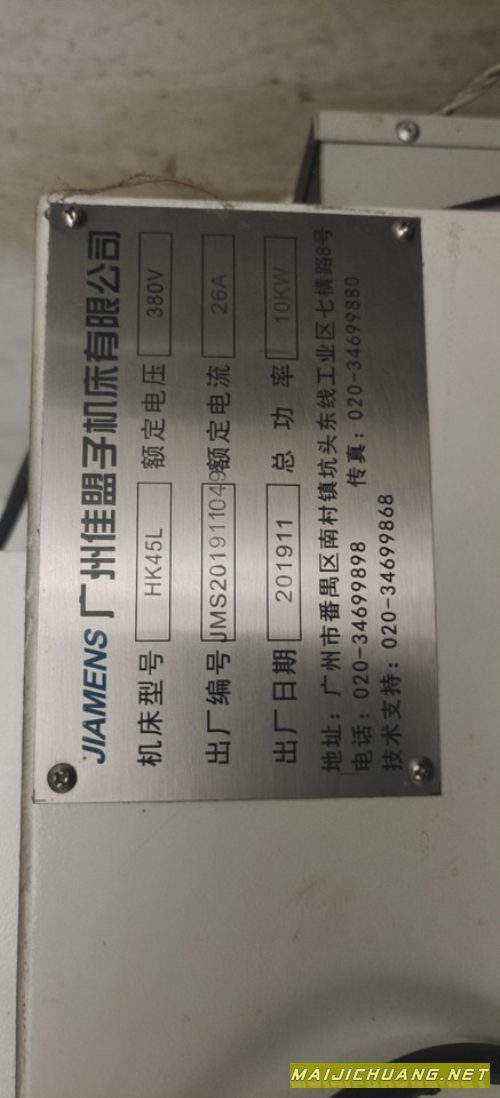 JIAMENS 广州佳盟子机床有限公司
机床型号 HK45L 额定电压 380V
出厂编号 JMS201911049 额定电流 26A
出厂日期 201911 总功率 10KW
地址：广州市番禺区南村镇坑头东线工业区七横路8号
电话：020-34699898 传真：020-34699880
技术支持：020-34699868
MAIJICHUANG.NET